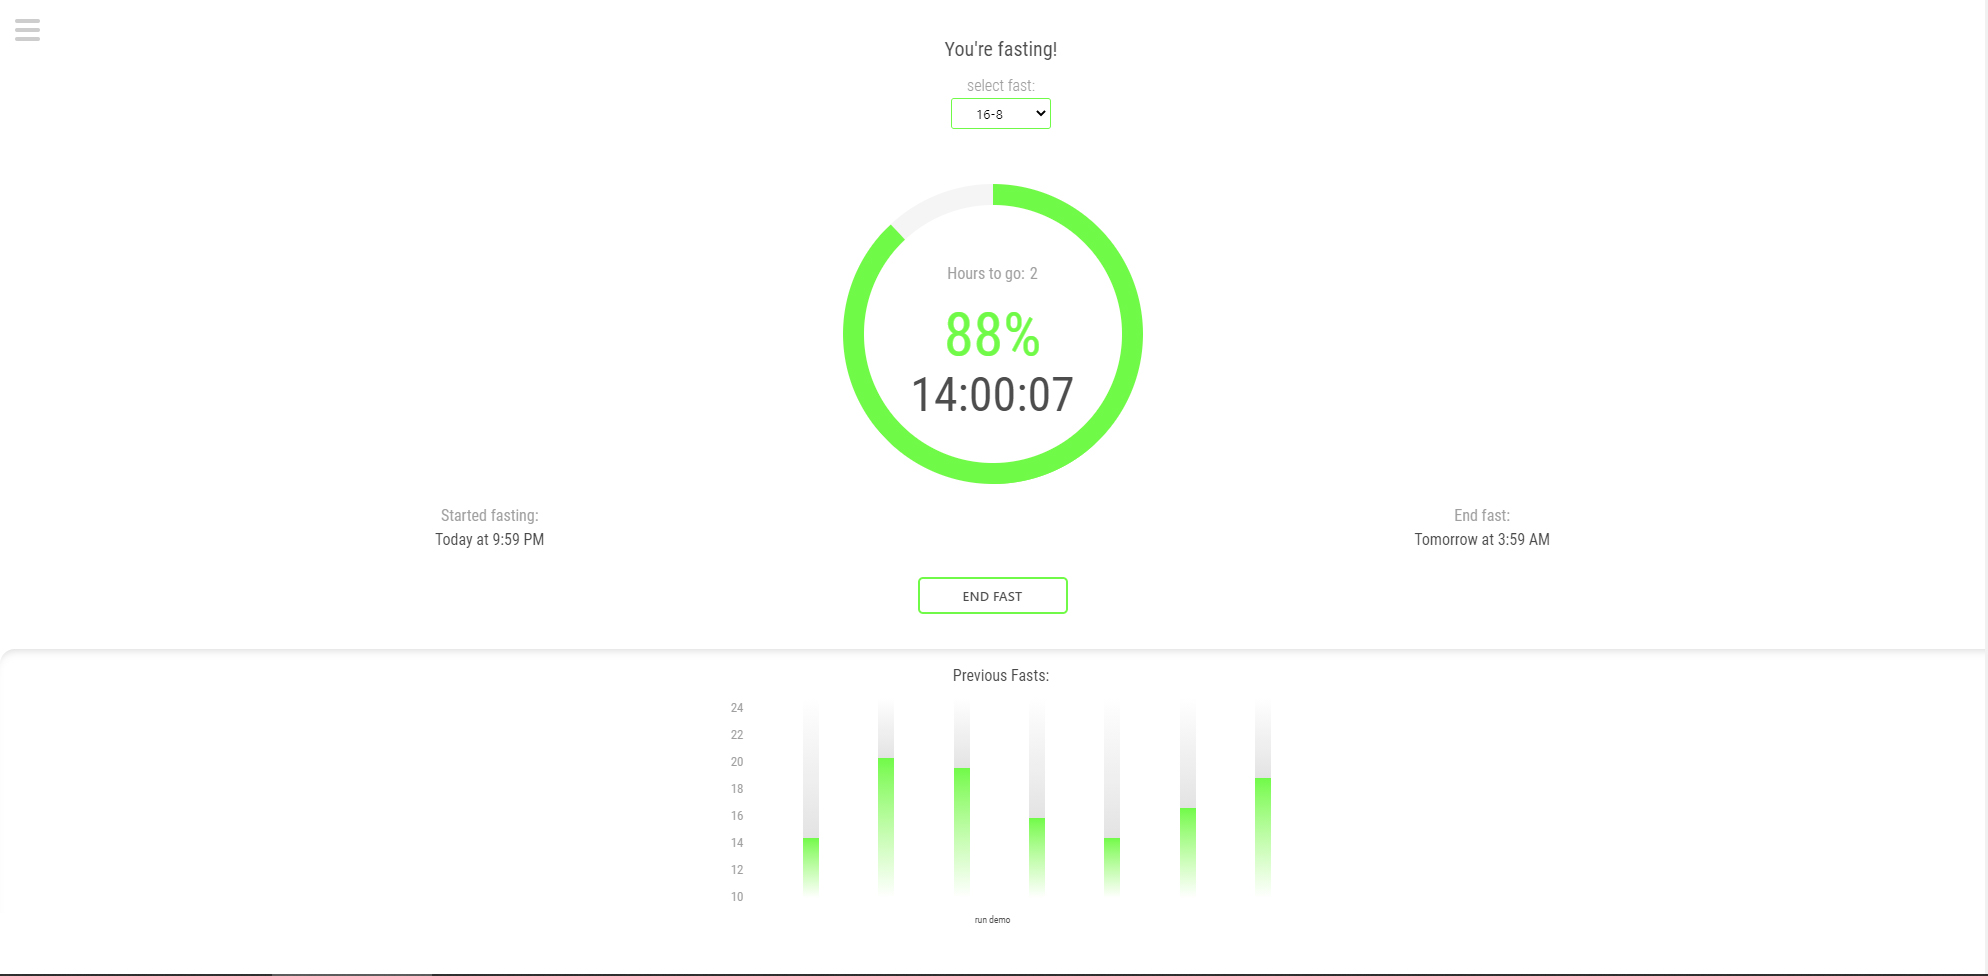 You're fasting!
select fast:
16-8
Hours to go: 2
88%
14:00:07
Started fasting:
Today at 9:59 PM
End fast:
Tomorrow at 3:59 AM
END FAST
Previous Fasts:
24
22
20
18
16
14
12
10
run demo